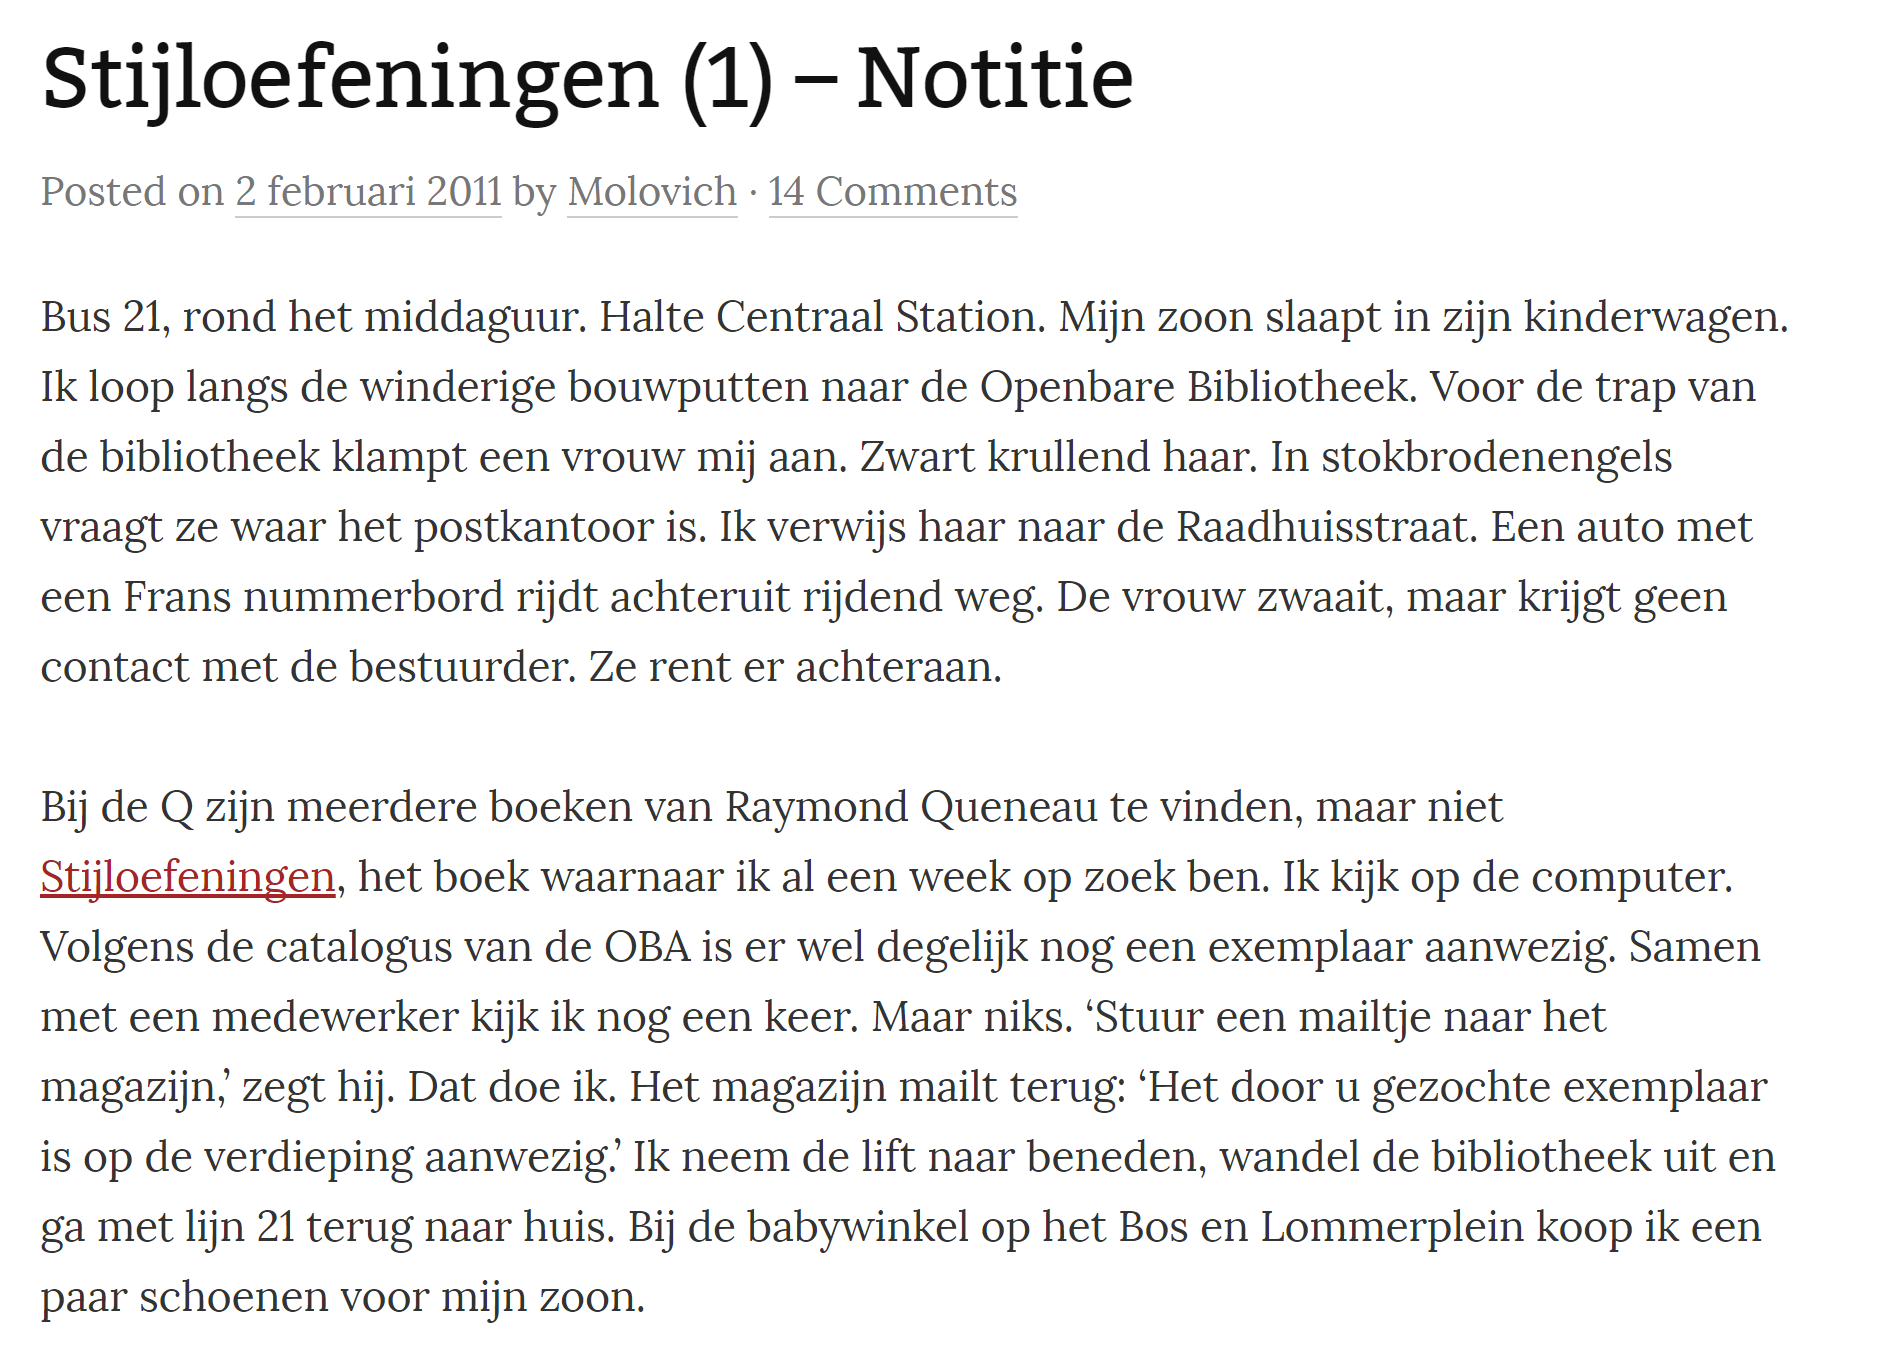 Stijloefeningen (1) – Notitie
Posted on 2 februari 2011 by Molovich · 14 Comments
Bus 21, rond het middaguur. Halte Centraal Station. Mijn zoon slaapt in zijn kinderwagen.
Ik loop langs de winderige bouwputten naar de Openbare Bibliotheek. Voor de trap van
de bibliotheek klampt een vrouw mij aan. Zwart krullend haar. In stokbrodenengels
vraagt ze waar het postkantoor is. Ik verwijs haar naar de Raadhuisstraat. Een auto met
een Frans nummerbord rijdt achteruit rijdend weg. De vrouw zwaait, maar krijgt geen
contact met de bestuurder. Ze rent er achteraan.
Bij de Q zijn meerdere boeken van Raymond Queneau te vinden, maar niet
Stijloefeningen, het boek waarnaar ik al een week op zoek ben. Ik kijk op de computer.
Volgens de catalogus van de OBA is er wel degelijk nog een exemplaar aanwezig. Samen
met een medewerker kijk ik nog een keer. Maar niks. ‘Stuur een mailtje naar het
magazijn,’ zegt hij. Dat doe ik. Het magazijn mailt terug: ‘Het door u gezochte exemplaar
is op de verdieping aanwezig.’ Ik neem de lift naar beneden, wandel de bibliotheek uit en
ga met lijn 21 terug naar huis. Bij de babywinkel op het Bos en Lommerplein koop ik een
paar schoenen voor mijn zoon.